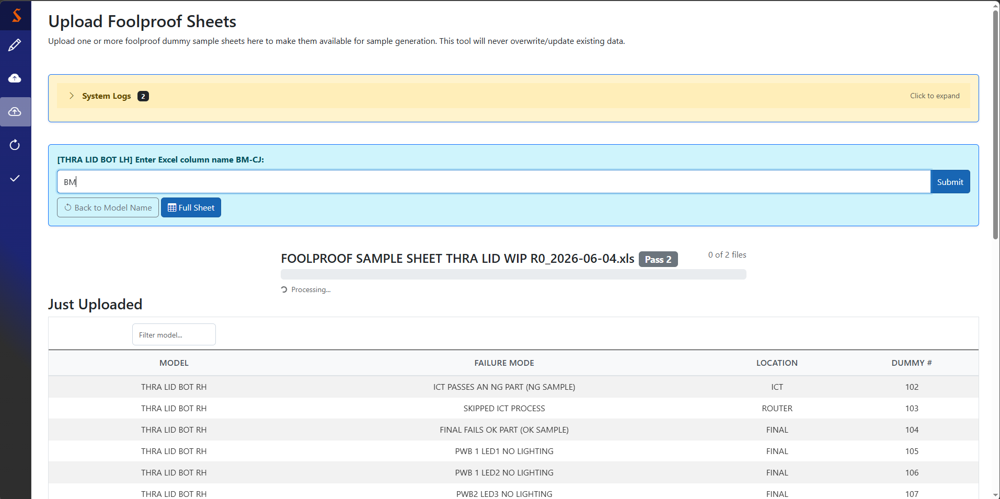 Upload Foolproof Sheets
Upload one or more foolproof dummy sample sheets here to make them available for sample generation. This tool will never overwrite/update existing data.
System Logs 2 Click to expand
[THRA LID BOT LH] Enter Excel column name BM-CJ:
BM Submit
Back to Model Name Full Sheet
FOOLPROOF SAMPLE SHEET THRA LID WIP R0_2026-06-04.xls Pass 2 0 of 2 files
Processing...
Just Uploaded
Filter model...
MODEL FAILURE MODE LOCATION DUMMY #
THRA LID BOT RH ICT PASSES AN NG PART (NG SAMPLE) ICT 102
THRA LID BOT RH SKIPPED ICT PROCESS ROUTER 103
THRA LID BOT RH FINAL FAILS OK PART (OK SAMPLE) FINAL 104
THRA LID BOT RH PWB 1 LED1 NO LIGHTING FINAL 105
THRA LID BOT RH PWB 1 LED2 NO LIGHTING FINAL 106
THRA LID BOT RH PWB2 LED3 NO LIGHTING FINAL 107